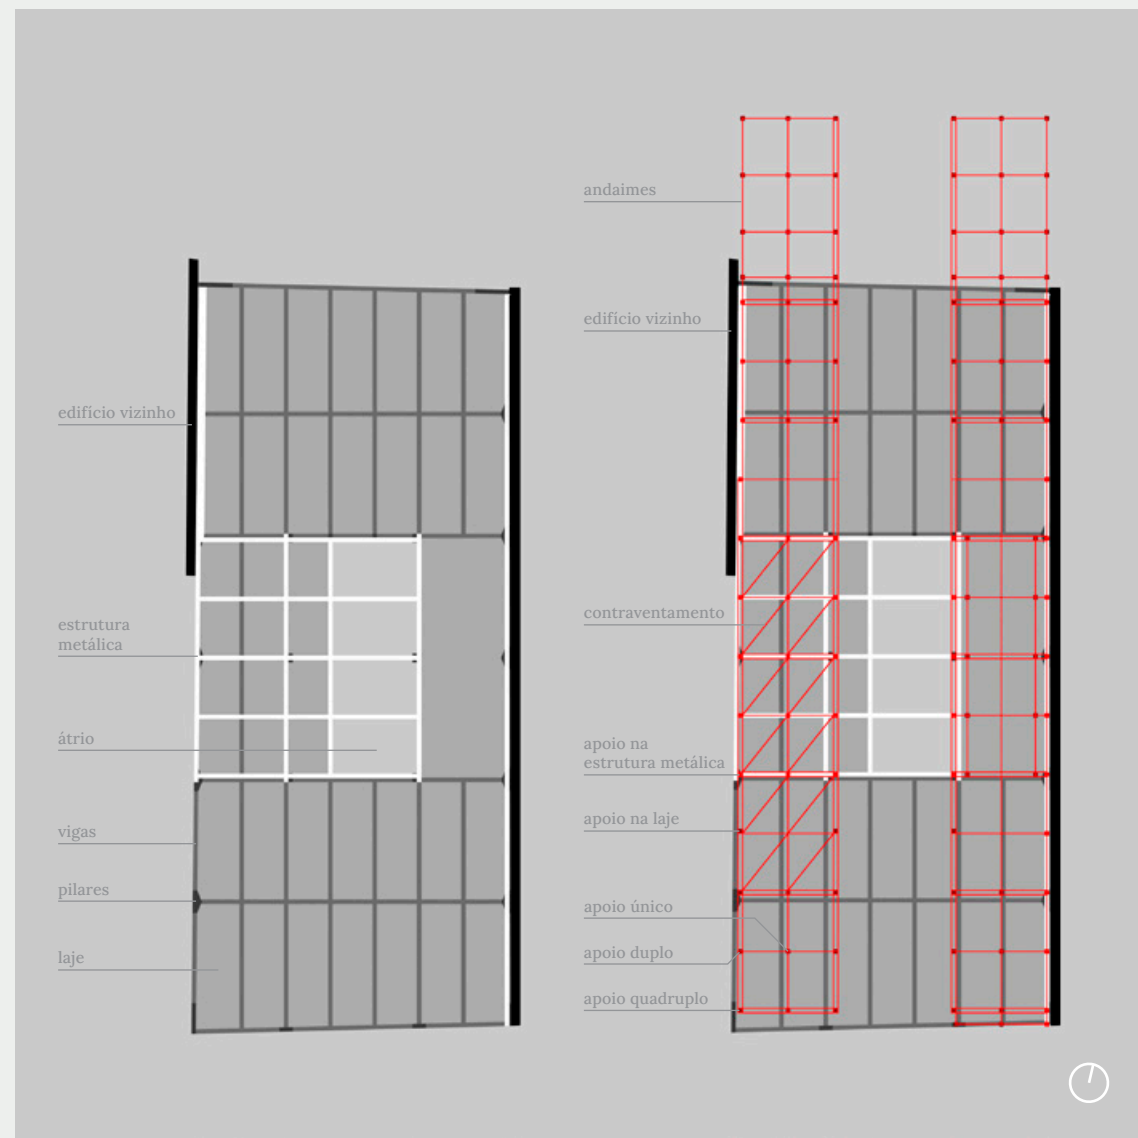 edifício vizinho
estrutura
metálica
átrio
vigas
pilares
laje
andaimes
edifício vizinho
contraventamento
apoio na
estrutura metálica
apoio na laje
apoio único
apoio duplo
apoio quadruplo